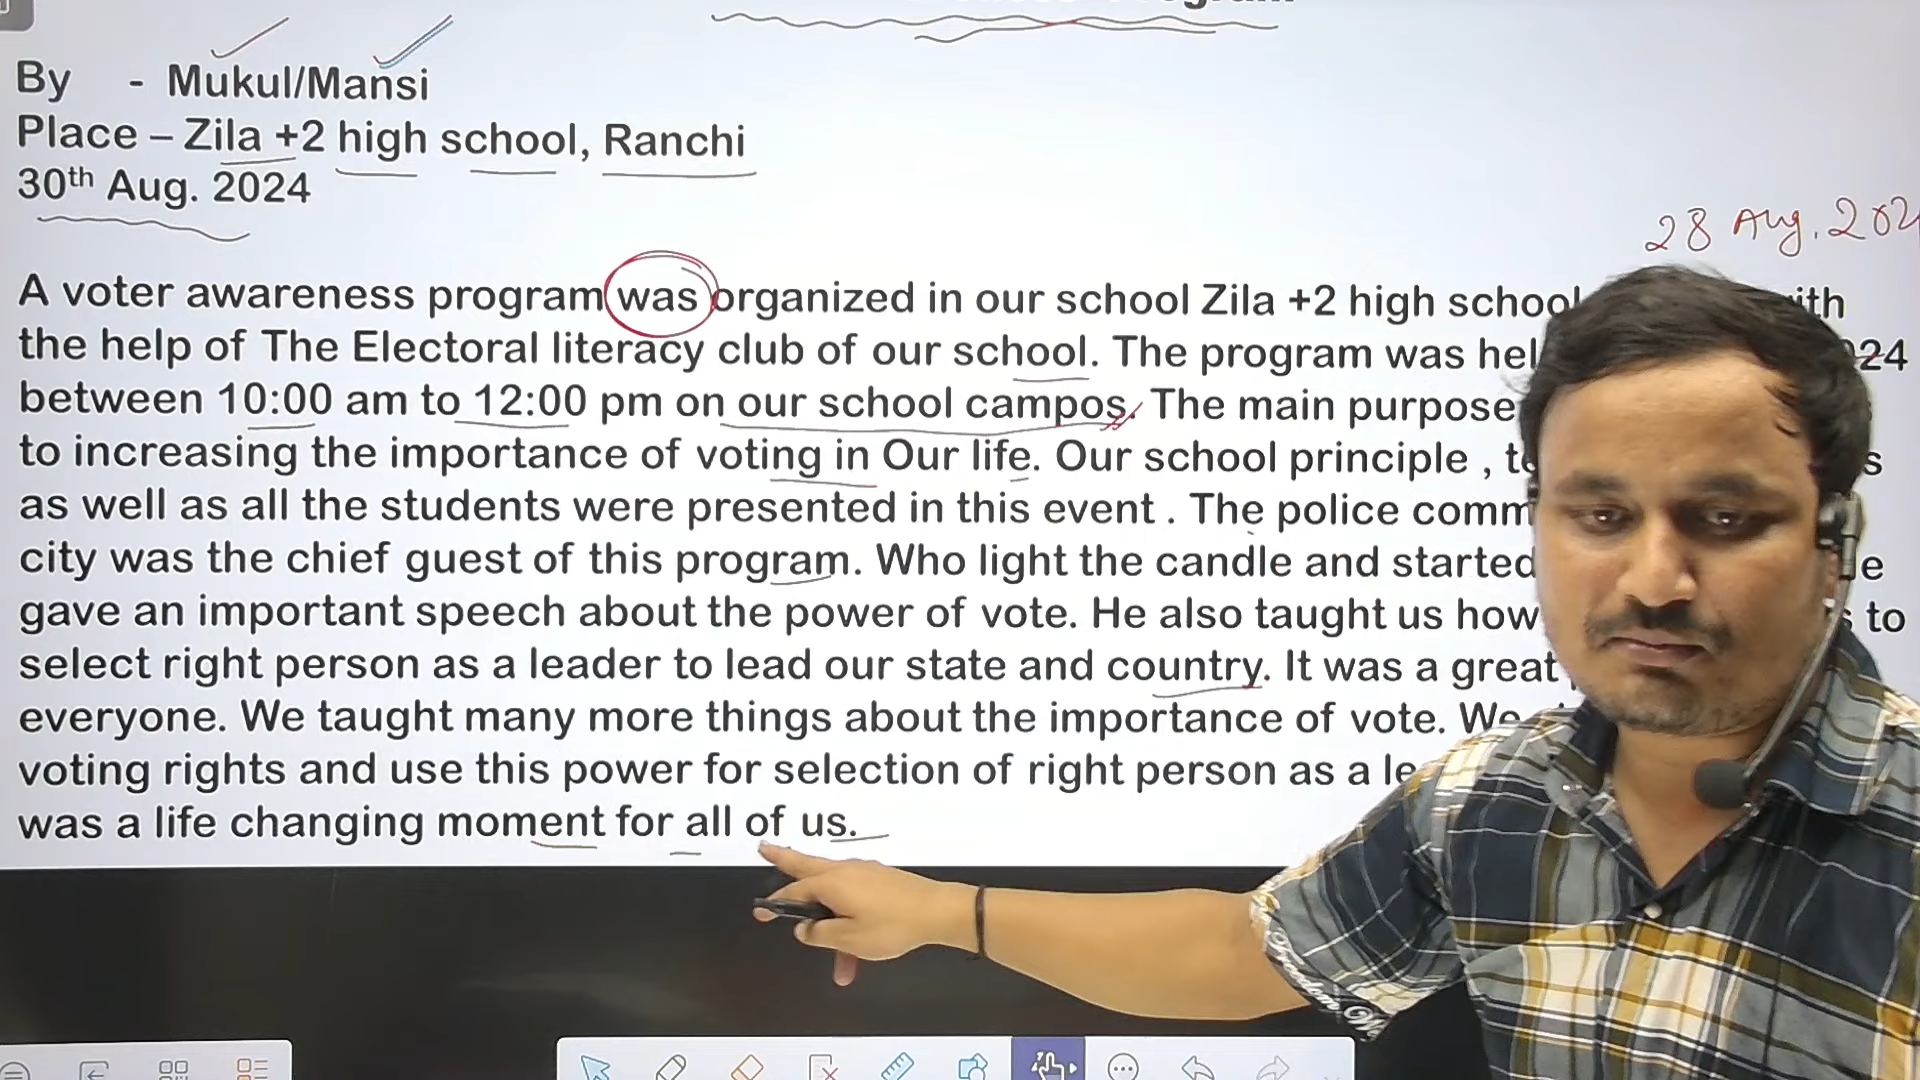 By - Mukul/Mansi
Place – Zila +2 high school, Ranchi
30th Aug. 2024
28 Aug, 202
A voter awareness program was organized in our school Zila +2 high school
the help of The Electoral literacy club of our school. The program was 24
between 10:00 am to 12:00 pm on our school campos. The main purpose
to increasing the importance of voting in Our life. Our school principle ,
as well as all the students were presented in this event . The police
city was the chief guest of this program. Who light the candle and started
gave an important speech about the power of vote. He also taught us how to
select right person as a leader to lead our state and country. It was a great
everyone. We taught many more things about the importance of vote.
voting rights and use this power for selection of right person as a
was a life changing moment for all of us.